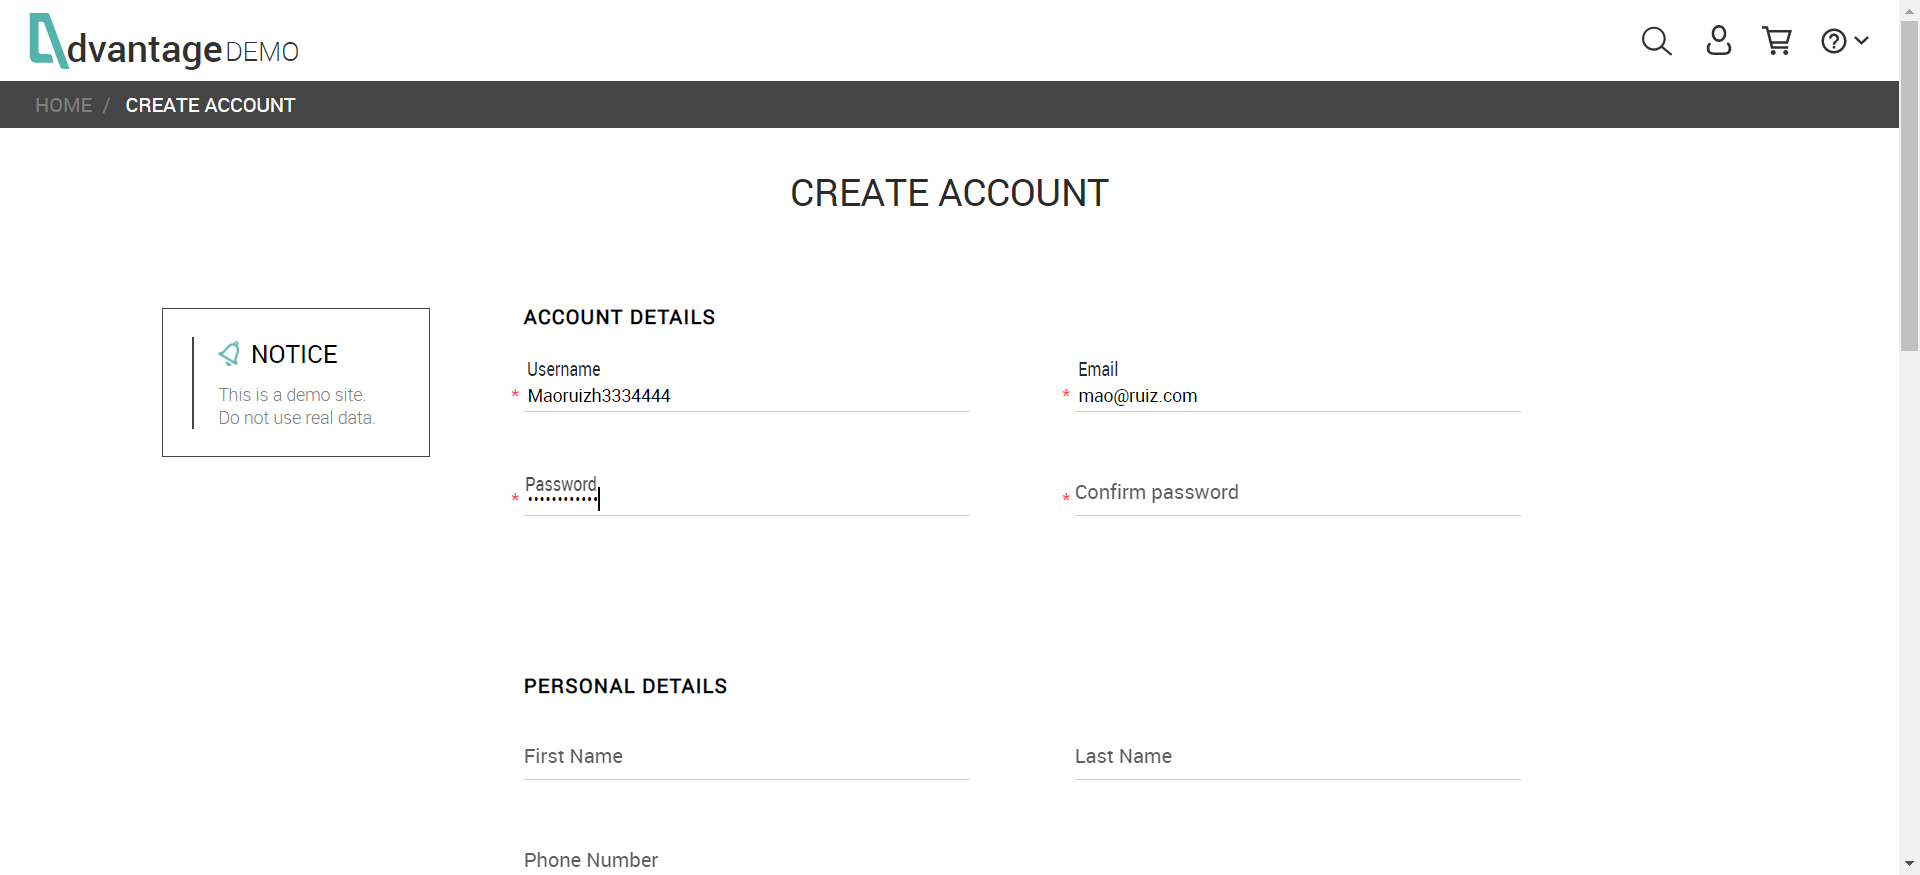 dvantage DEMO
HOME / CREATE ACCOUNT
CREATE ACCOUNT
NOTICE
This is a demo site.
Do not use real data.
ACCOUNT DETAILS
Username
* Maoruizh3334444
Email
* mao@ruiz.com
Password
* ••••••••••••
* Confirm password
PERSONAL DETAILS
First Name
Last Name
Phone Number